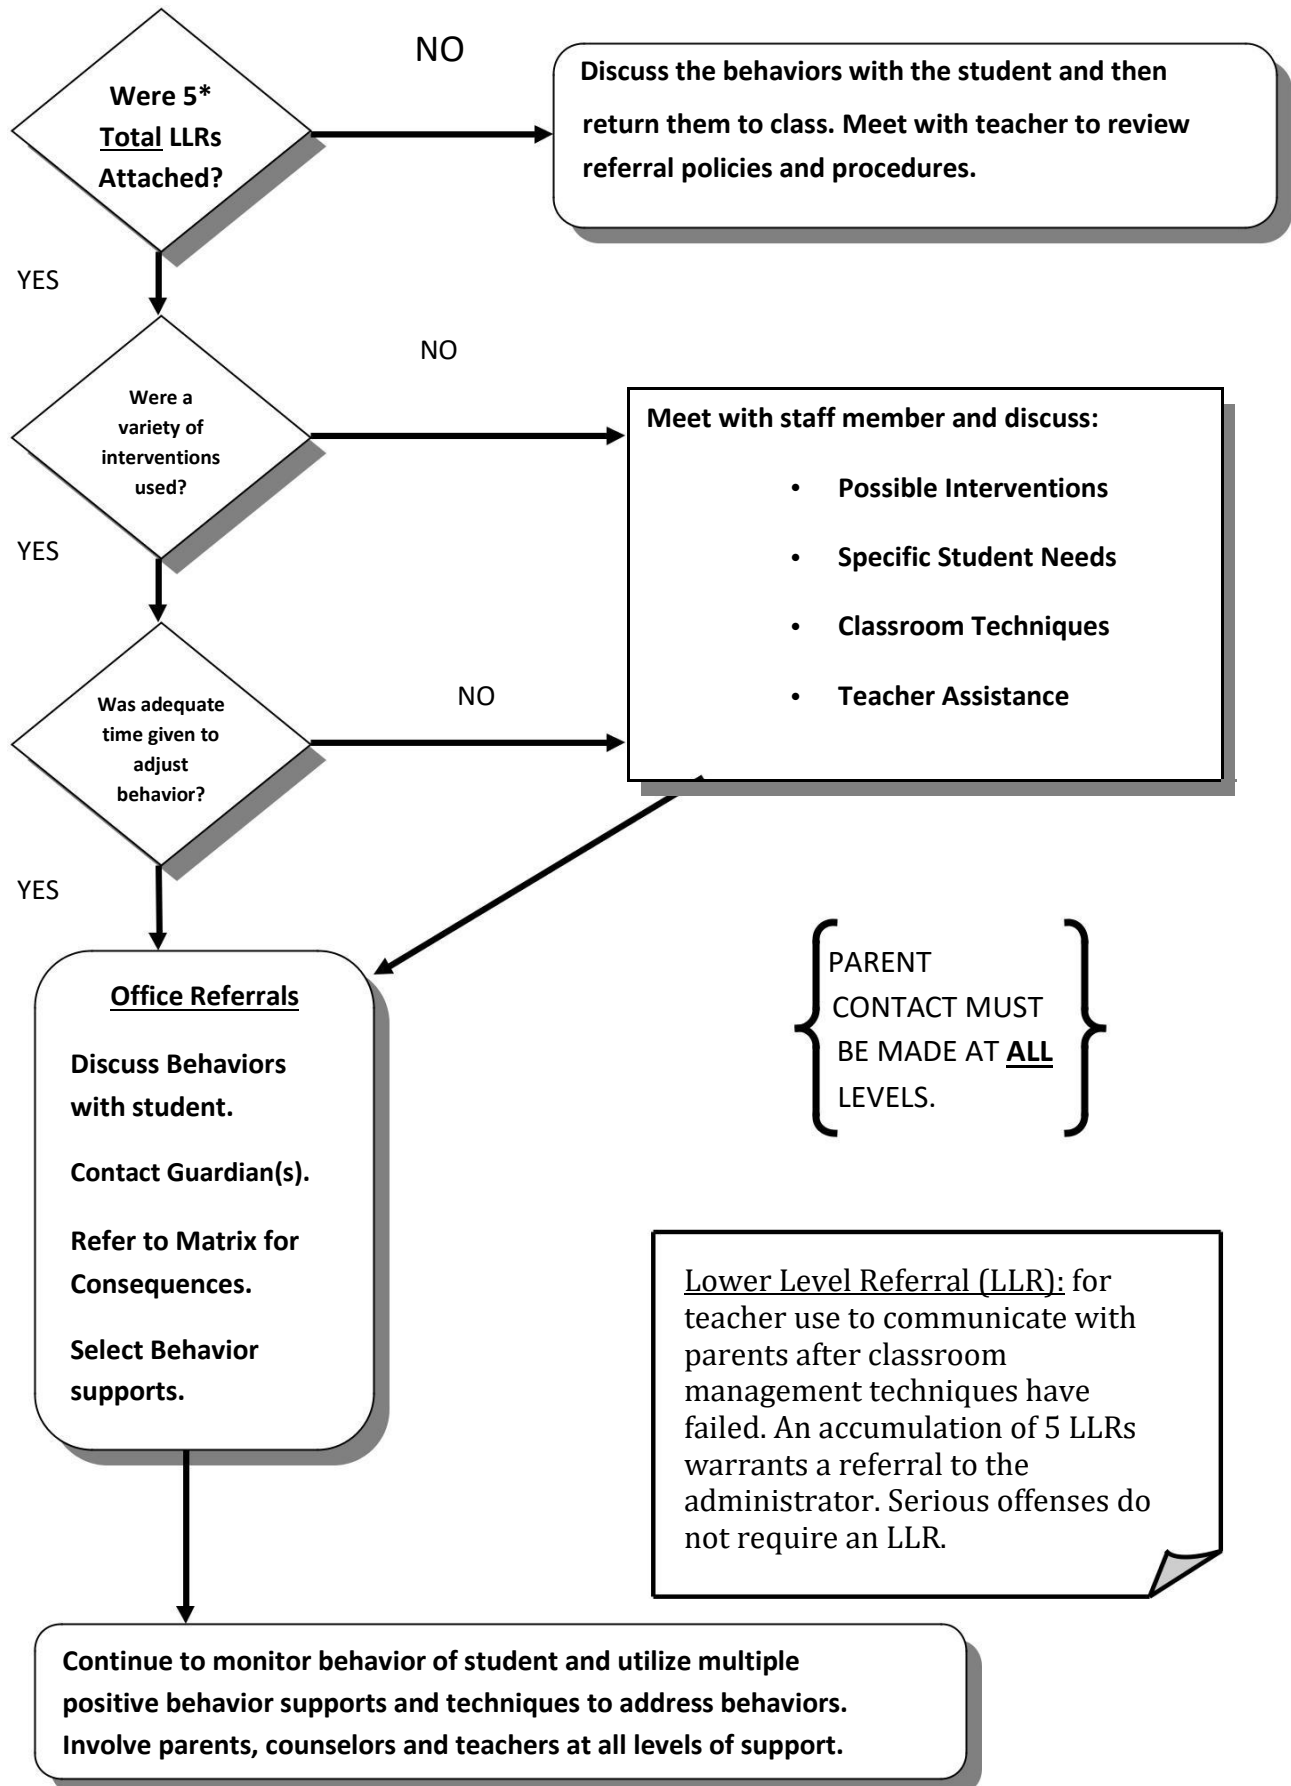 NO
Were 5*
Total LLRs
Attached?
Discuss the behaviors with the student and then
return them to class. Meet with teacher to review
referral policies and procedures.
YES
NO
Were a
variety of
interventions
used?
Meet with staff member and discuss:
• Possible Interventions
• Specific Student Needs
• Classroom Techniques
• Teacher Assistance
YES
NO
Was adequate
time given to
adjust
behavior?
YES
Office Referrals
Discuss Behaviors
with student.
Contact Guardian(s).
Refer to Matrix for
Consequences.
Select Behavior
supports.
PARENT
CONTACT MUST
BE MADE AT ALL
LEVELS.
Lower Level Referral (LLR): for
teacher use to communicate with
parents after classroom
management techniques have
failed. An accumulation of 5 LLRs
warrants a referral to the
administrator. Serious offenses do
not require an LLR.
Continue to monitor behavior of student and utilize multiple
positive behavior supports and techniques to address behaviors.
Involve parents, counselors and teachers at all levels of support.